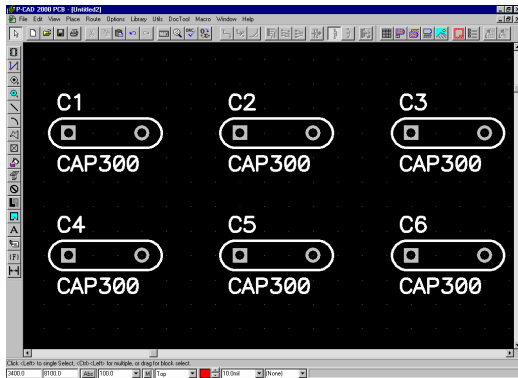 P-CAD 2000 PCB - [Untitled2]
File Edit View Place Route Options Library Utils DocTool Macro Window Help
C1 C2 C3
CAP300 CAP300 CAP300
C4 C5 C6
CAP300 CAP300 CAP300
Click <Left> to single Select, <Ctrl><Left> for multiple, or drag for block select.
3400.0 8100.0 Abs 100.0 M Top 10.0mil (None)